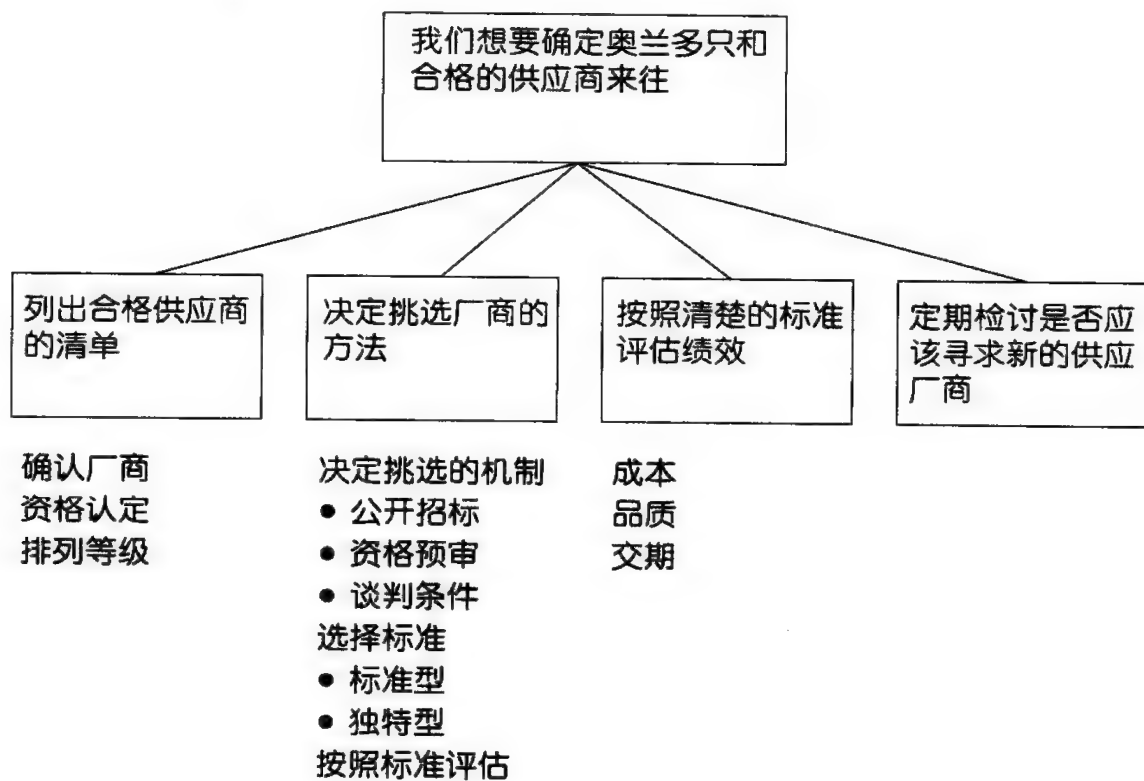 我们想要确定奥兰多只和
合格的供应商来往
列出合格供应商
的清单
确认厂商
资格认定
排列等级
决定挑选厂商的
方法
决定挑选的机制
● 公开招标
● 资格预审
● 谈判条件
选择标准
● 标准型
● 独特型
按照标准评估
按照清楚的标准
评估绩效
成本
品质
交期
定期检讨是否应
该寻求新的供应
厂商